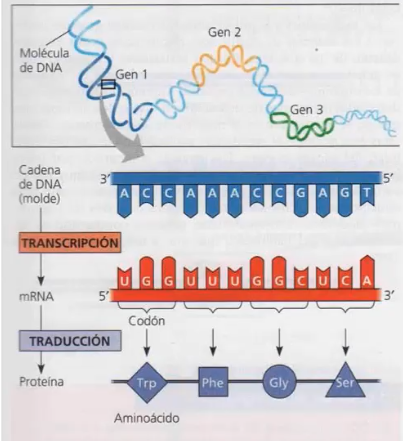 Gen 2
Molécula
de DNA
Gen 1
Gen 3
Cadena
de DNA
(molde)
3' 5'
A C C A A A C C G A G T
TRANSCRIPCIÓN
U G G U U U G G C U C A
mRNA 5' 3'
Codón
TRADUCCIÓN
Proteína
Trp Phe Gly Ser
Aminoácido